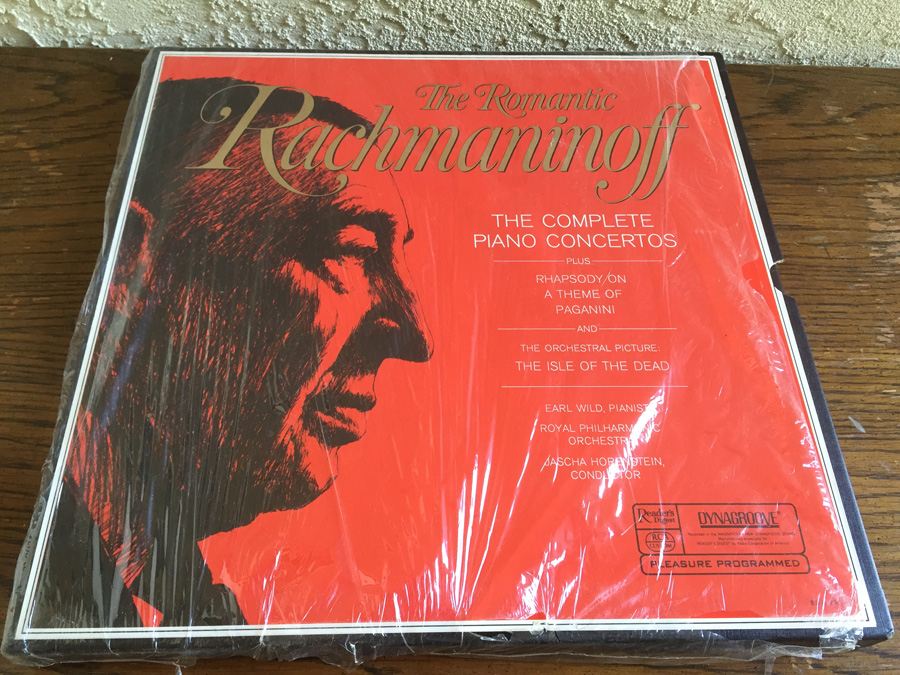 The Romantic
Rachmaninoff
THE COMPLETE
PIANO CONCERTOS
PLUS
RHAPSODY ON
A THEME OF
PAGANINI
AND
THE ORCHESTRAL PICTURE:
THE ISLE OF THE DEAD
EARL WILD, PIANIST
ROYAL PHILHARMONIC
ORCHESTRA
JASCHA HORENSTEIN,
CONDUCTOR
Reader's
Digest
RCA
DYNAGROOVE
PLEASURE PROGRAMMED